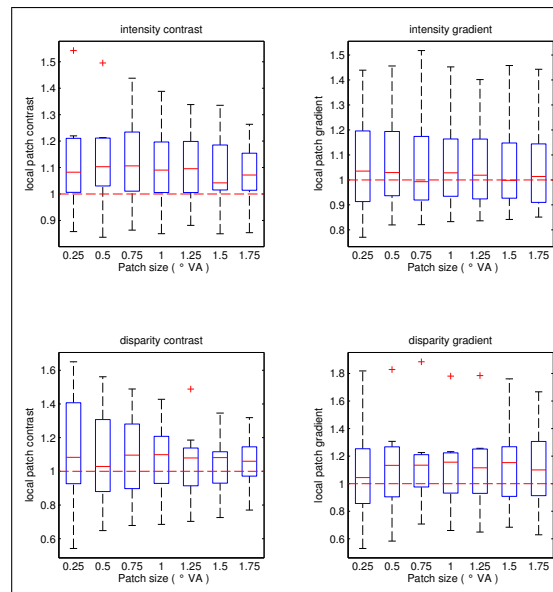 intensity contrast
local patch contrast
1.5
1.4
1.3
1.2
1.1
1
0.9
0.25 0.5 0.75 1 1.25 1.5 1.75
Patch size ( ° VA)
intensity gradient
local patch gradient
1.5
1.4
1.3
1.2
1.1
1
0.9
0.8
0.25 0.5 0.75 1 1.25 1.5 1.75
Patch size ( ° VA)
disparity contrast
local patch contrast
1.6
1.4
1.2
1
0.8
0.6
0.25 0.5 0.75 1 1.25 1.5 1.75
Patch size ( ° VA)
disparity gradient
local patch gradient
1.8
1.6
1.4
1.2
1
0.8
0.6
0.25 0.5 0.75 1 1.25 1.5 1.75
Patch size ( ° VA)